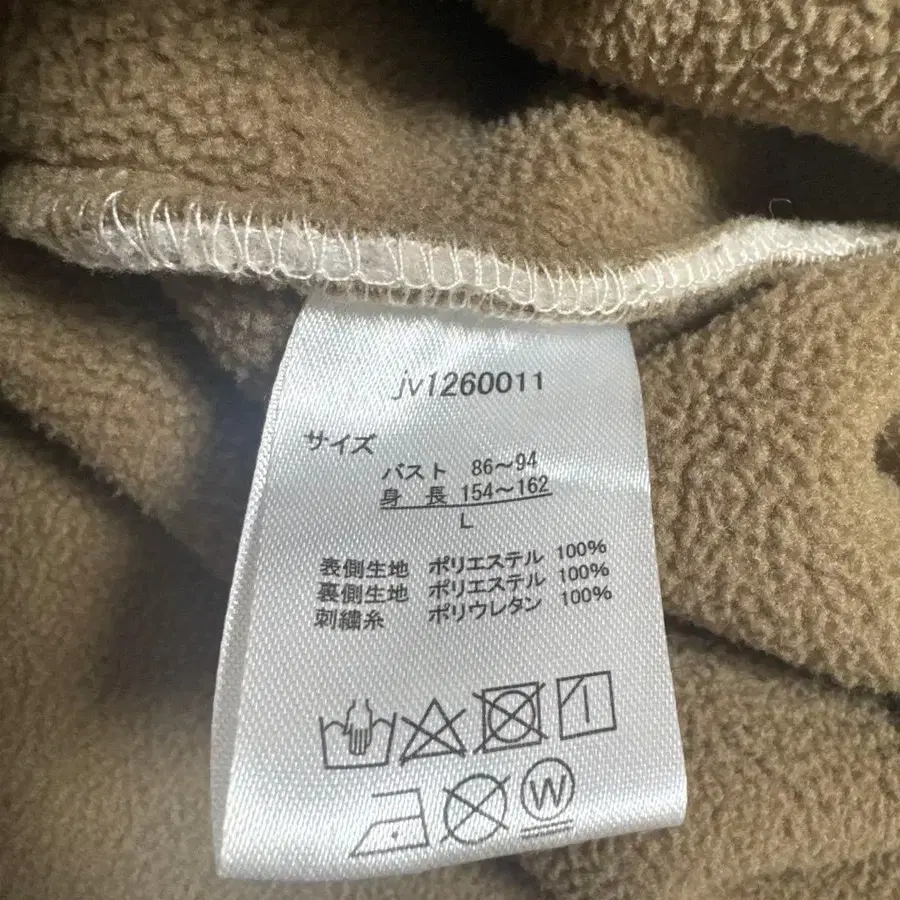 jv1260011
サイズ
バスト 86～94
身 長 154～162
L
表側生地 ポリエステル 100%
裏側生地 ポリエステル 100%
刺繍糸 ポリウレタン 100%
W